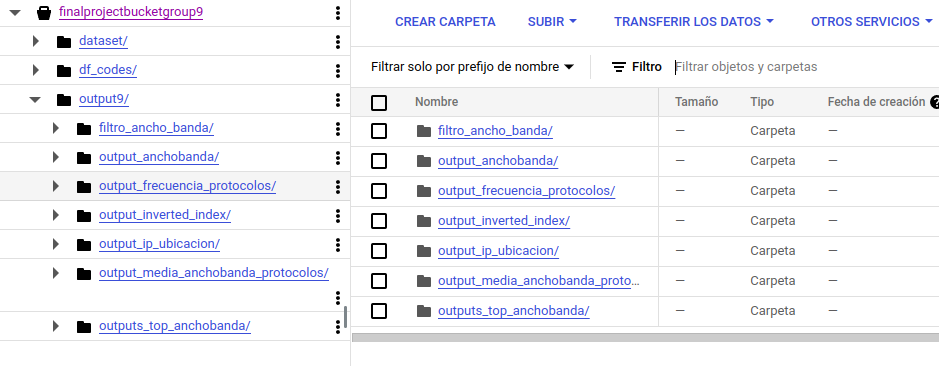 finalprojectbucketgroup9
dataset/
df_codes/
output9/
filtro_ancho_banda/
output_anchobanda/
output_frecuencia_protocolos/
output_inverted_index/
output_ip_ubicacion/
output_media_anchobanda_protocolos/
outputs_top_anchobanda/
CREAR CARPETA SUBIR TRANSFERIR LOS DATOS OTROS SERVICIOS
Filtrar solo por prefijo de nombre Filtro Filtrar objetos y carpetas
Nombre Tamaño Tipo Fecha de creación ?
filtro_ancho_banda/ — Carpeta —
output_anchobanda/ — Carpeta —
output_frecuencia_protocolos/ — Carpeta —
output_inverted_index/ — Carpeta —
output_ip_ubicacion/ — Carpeta —
output_media_anchobanda_proto... — Carpeta —
outputs_top_anchobanda/ — Carpeta —